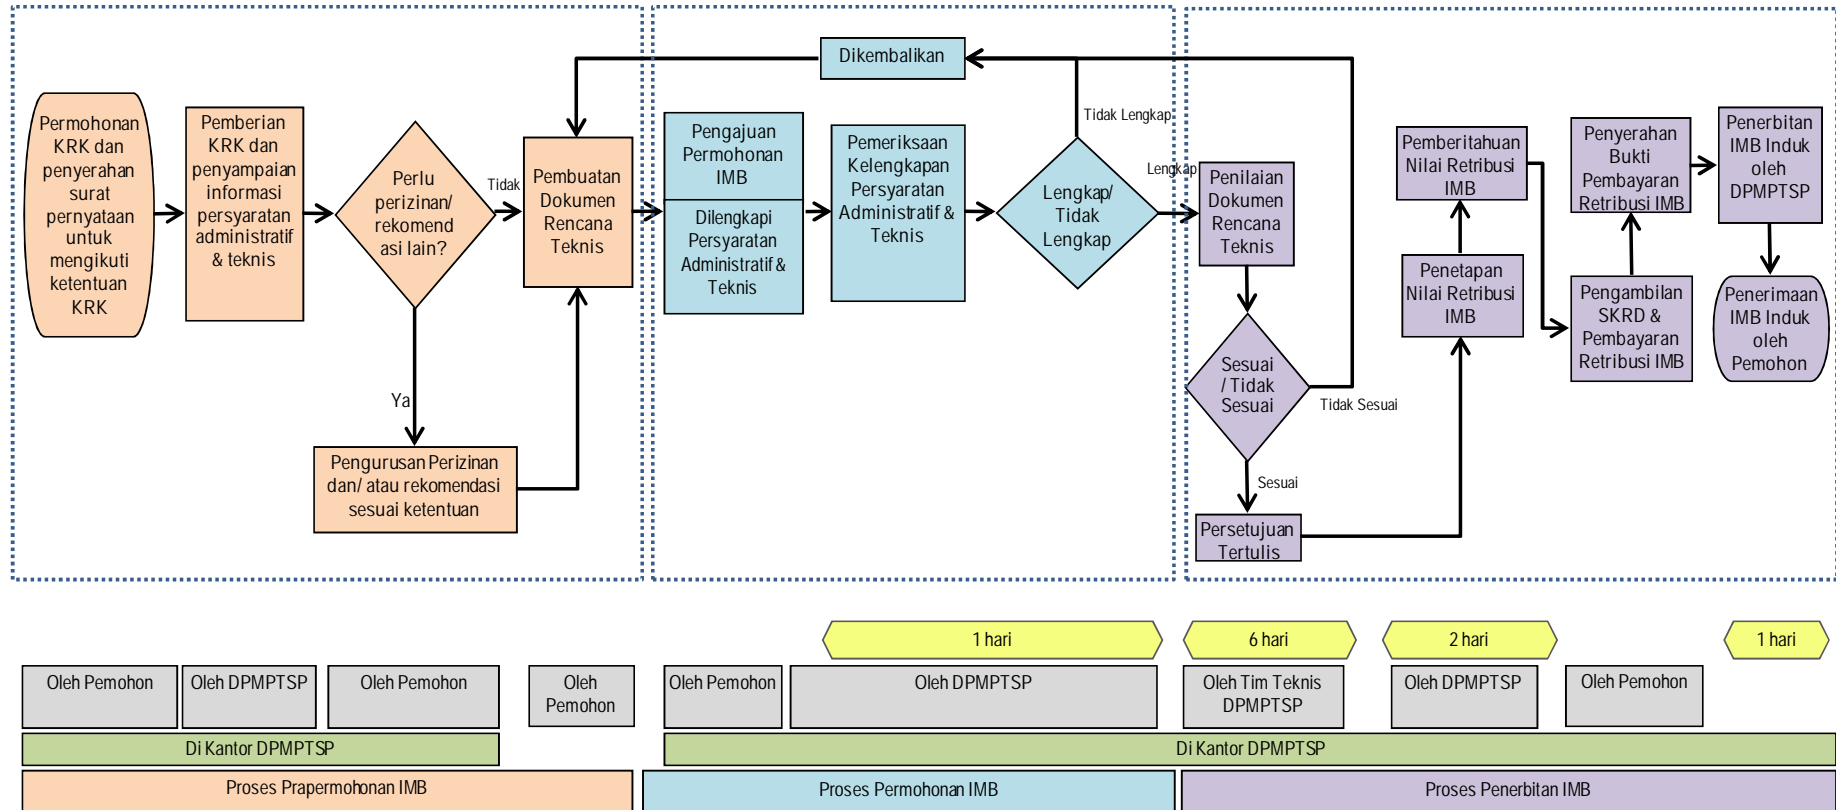 Dikembalikan
Permohonan
KRK dan
penyerahan
surat
pernyataan
untuk
mengikuti
ketentuan
KRK
Pemberian
KRK dan
penyampaian
informasi
persyaratan
administratif
& teknis
Perlu
perizinan/
rekomend
asi lain?
Tidak
Ya
Pengurusan Perizinan
dan/ atau rekomendasi
sesuai ketentuan
Pembuatan
Dokumen
Rencana
Teknis
Pengajuan
Permohonan
IMB
Dilengkapi
Persyaratan
Administratif &
Teknis
Pemeriksaan
Kelengkapan
Persyaratan
Administratif &
Teknis
Lengkap/
Tidak
Lengkap
Tidak Lengkap
Lengkap
Penilaian
Dokumen
Rencana
Teknis
Sesuai
/ Tidak
Sesuai
Tidak Sesuai
Sesuai
Persetujuan
Tertulis
Pemberitahuan
Nilai Retribusi
IMB
Penetapan
Nilai Retribusi
IMB
Penyerahan
Bukti
Pembayaran
Retribusi IMB
Pengambilan
SKRD &
Pembayaran
Retribusi IMB
Penerbitan
IMB Induk
oleh
DPMPTSP
Penerimaan
IMB Induk
oleh
Pemohon
1 hari
6 hari
2 hari
1 hari
Oleh Pemohon
Oleh DPMPTSP
Oleh Pemohon
Oleh
Pemohon
Oleh Pemohon
Oleh DPMPTSP
Oleh Tim Teknis
DPMPTSP
Oleh DPMPTSP
Oleh Pemohon
Di Kantor DPMPTSP
Di Kantor DPMPTSP
Proses Prapermohonan IMB
Proses Permohonan IMB
Proses Penerbitan IMB